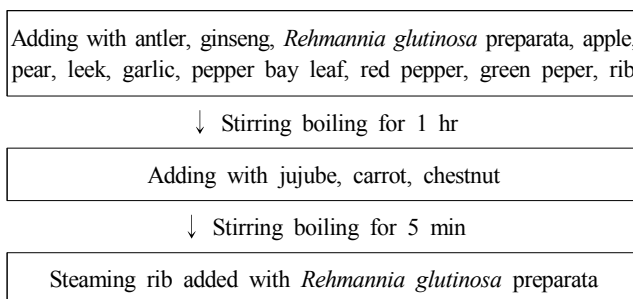 Adding with antler, ginseng, Rehmannia glutinosa preparata, apple,
pear, leek, garlic, pepper bay leaf, red pepper, green peper, rib
↓ Stirring boiling for 1 hr
Adding with jujube, carrot, chestnut
↓ Stirring boiling for 5 min
Steaming rib added with Rehmannia glutinosa preparata